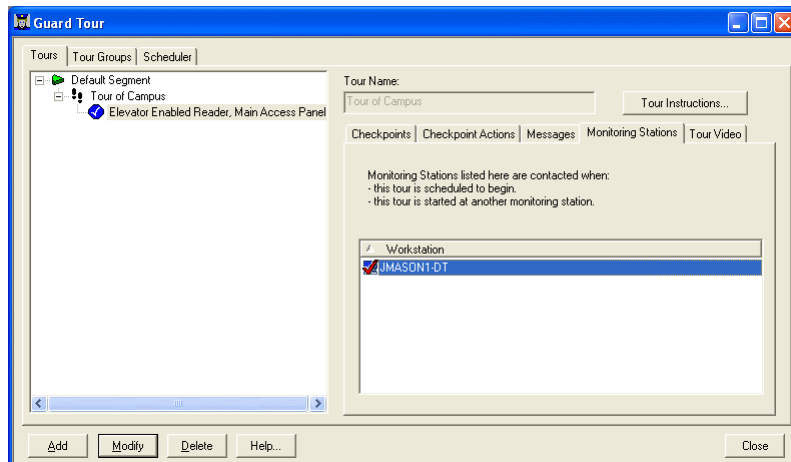 Guard Tour
Tours Tour Groups Scheduler
Default Segment
Tour of Campus
Elevator Enabled Reader, Main Access Panel
Tour Name:
Tour of Campus
Tour Instructions...
Checkpoints Checkpoint Actions Messages Monitoring Stations Tour Video
Monitoring Stations listed here are contacted when:
- this tour is scheduled to begin.
- this tour is started at another monitoring station.
Workstation
JMASON1-DT
Add Modify Delete Help... Close